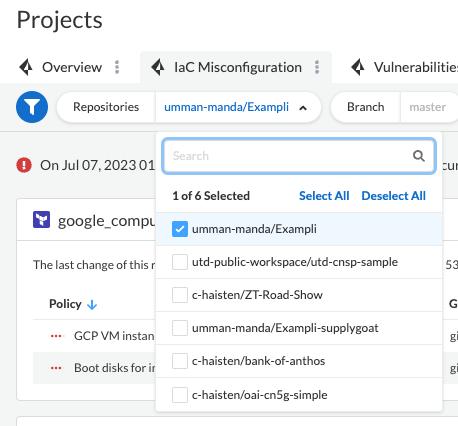 Projects
Overview
IaC Misconfiguration
Vulnerabilities
Repositories
umman-manda/Exampli
Branch
master
On Jul 07, 2023 01
Search
1 of 6 Selected
Select All
Deselect All
google_compu
umman-manda/Exampli
The last change of this r
53
utd-public-workspace/utd-cnsp-sample
c-haisten/ZT-Road-Show
Policy
G
umman-manda/Exampli-supplygoat
GCP VM instan
gi
c-haisten/bank-of-anthos
Boot disks for in
gi
c-haisten/oai-cn5g-simple